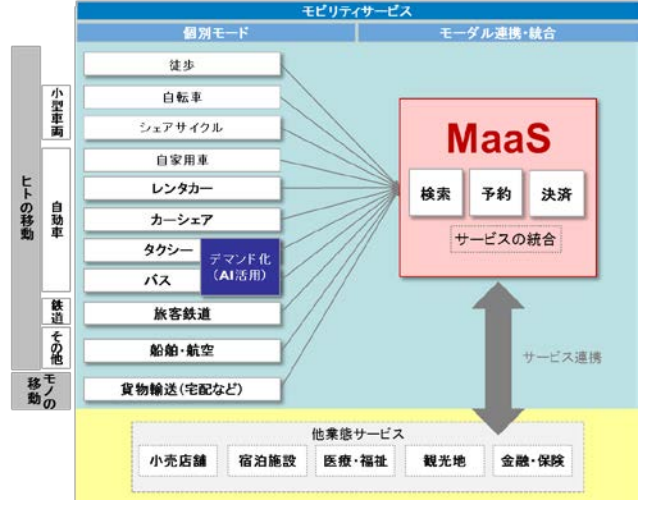 モビリティサービス
個別モード
モーダル連携・統合
ヒトの移動
小型車両
徒歩
自転車
シェアサイクル
自動車
自家用車
レンタカー
カーシェア
タクシー
バス
デマンド化
（AI活用）
鉄道
旅客鉄道
その他
船舶・航空
モノの
移動
貨物輸送（宅配など）
MaaS
検索
予約
決済
サービスの統合
サービス連携
他業態サービス
小売店舗
宿泊施設
医療・福祉
観光地
金融・保険